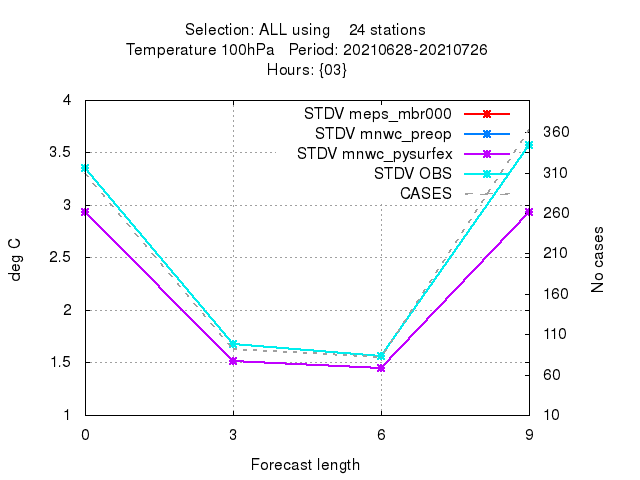 Selection: ALL using    24 stations
Temperature 100hPa   Period: 20210628-20210726
Hours: {03}
STDV meps_mbr000
STDV mnwc_preop
STDV mnwc_pysurfex
STDV OBS
CASES
4
3.5
3
2.5
2
1.5
1
deg C
360
310
260
210
160
110
60
10
No cases
0 3 6 9
Forecast length